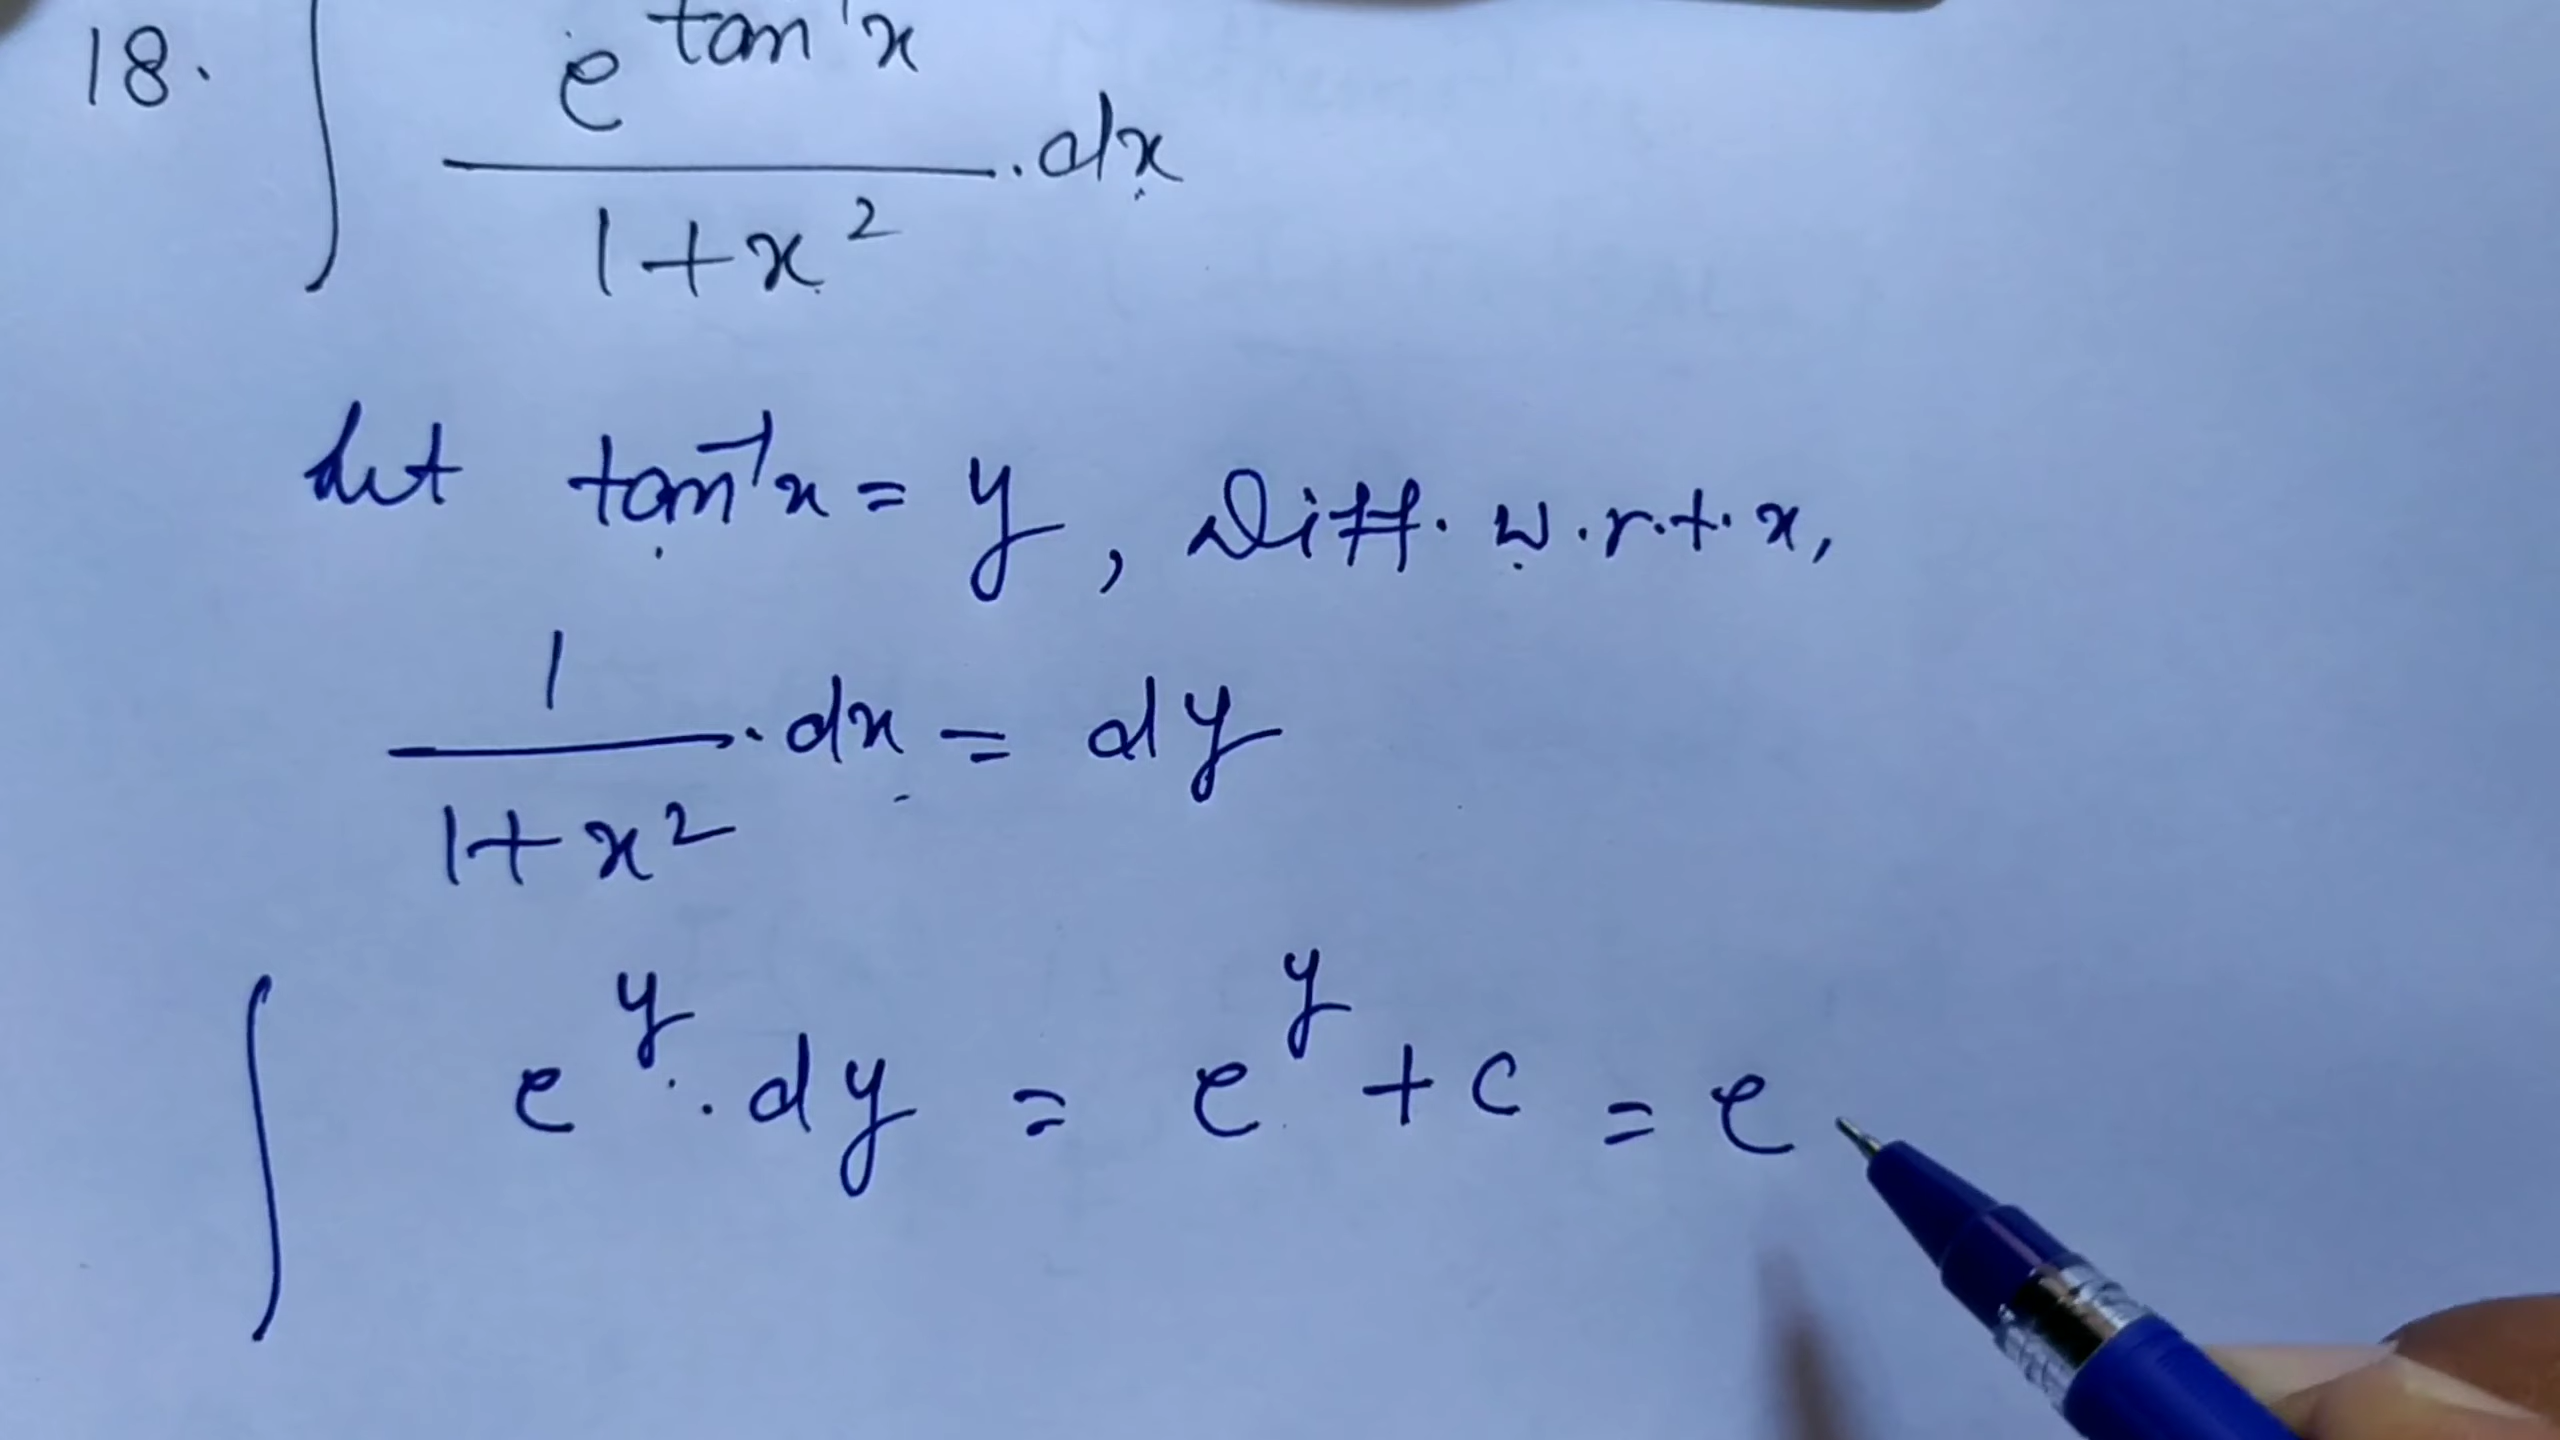 18. ∫ e^(tan⁻¹x) / (1+x²) . dx
Let tan⁻¹x = y, Diff. w.r.t. x,
1 / (1+x²) . dx = dy
∫ e^y . dy = e^y + c = e